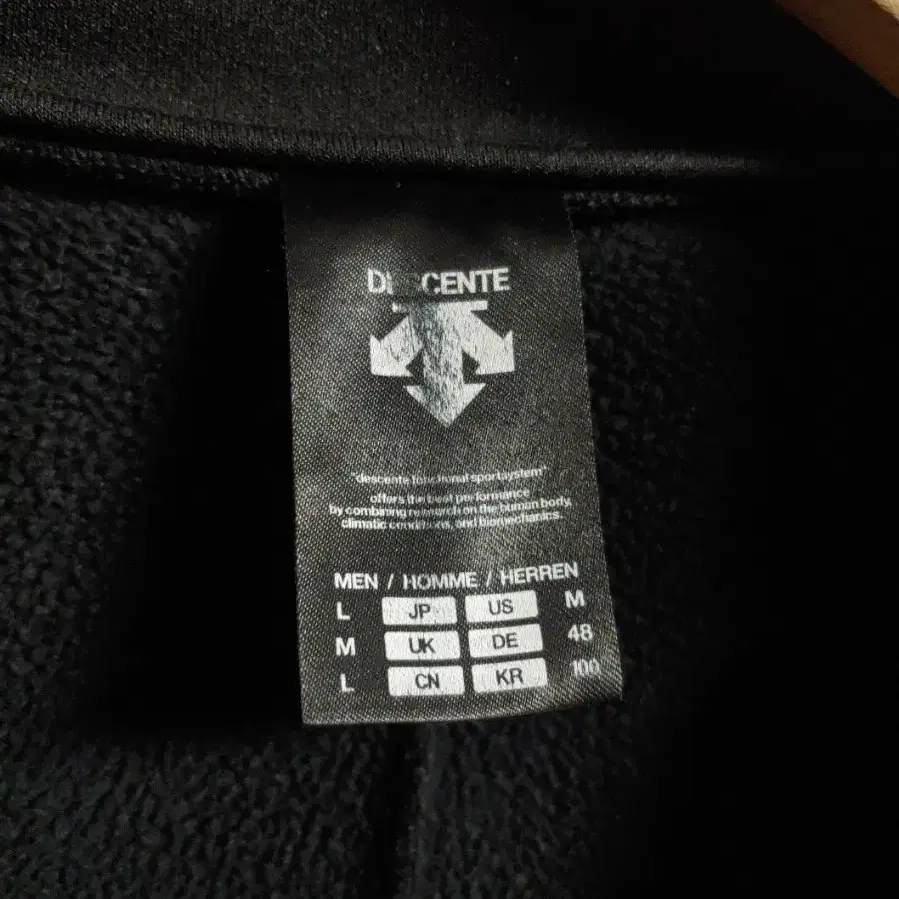 DESCENTE
"descente functional sportsystem"
offers the best performance
by combining research on the human body,
climatic conditions, and biomechanics.
MEN / HOMME / HERREN
L JP US M
M UK DE 48
L CN KR 100